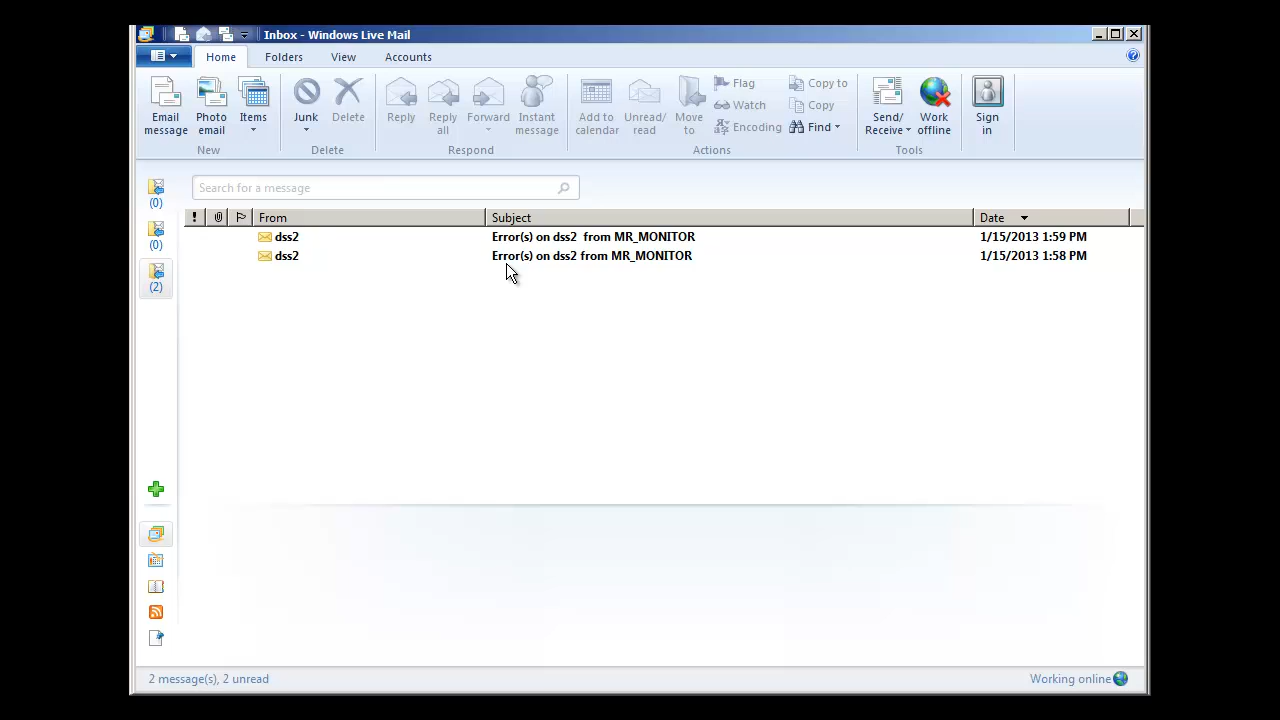 Inbox - Windows Live Mail
Home Folders View Accounts
Email message Photo email Items Junk Delete Reply Reply all Forward Instant message Add to calendar Unread/ read Move to Flag Watch Encoding Copy to Copy Find Send/ Receive Work offline Sign in
New Delete Respond Actions Tools
Search for a message
(0)
(0)
(2)
! From Subject Date
dss2 Error(s) on dss2  from MR_MONITOR 1/15/2013 1:59 PM
dss2 Error(s) on dss2 from MR_MONITOR 1/15/2013 1:58 PM
2 message(s), 2 unread Working online